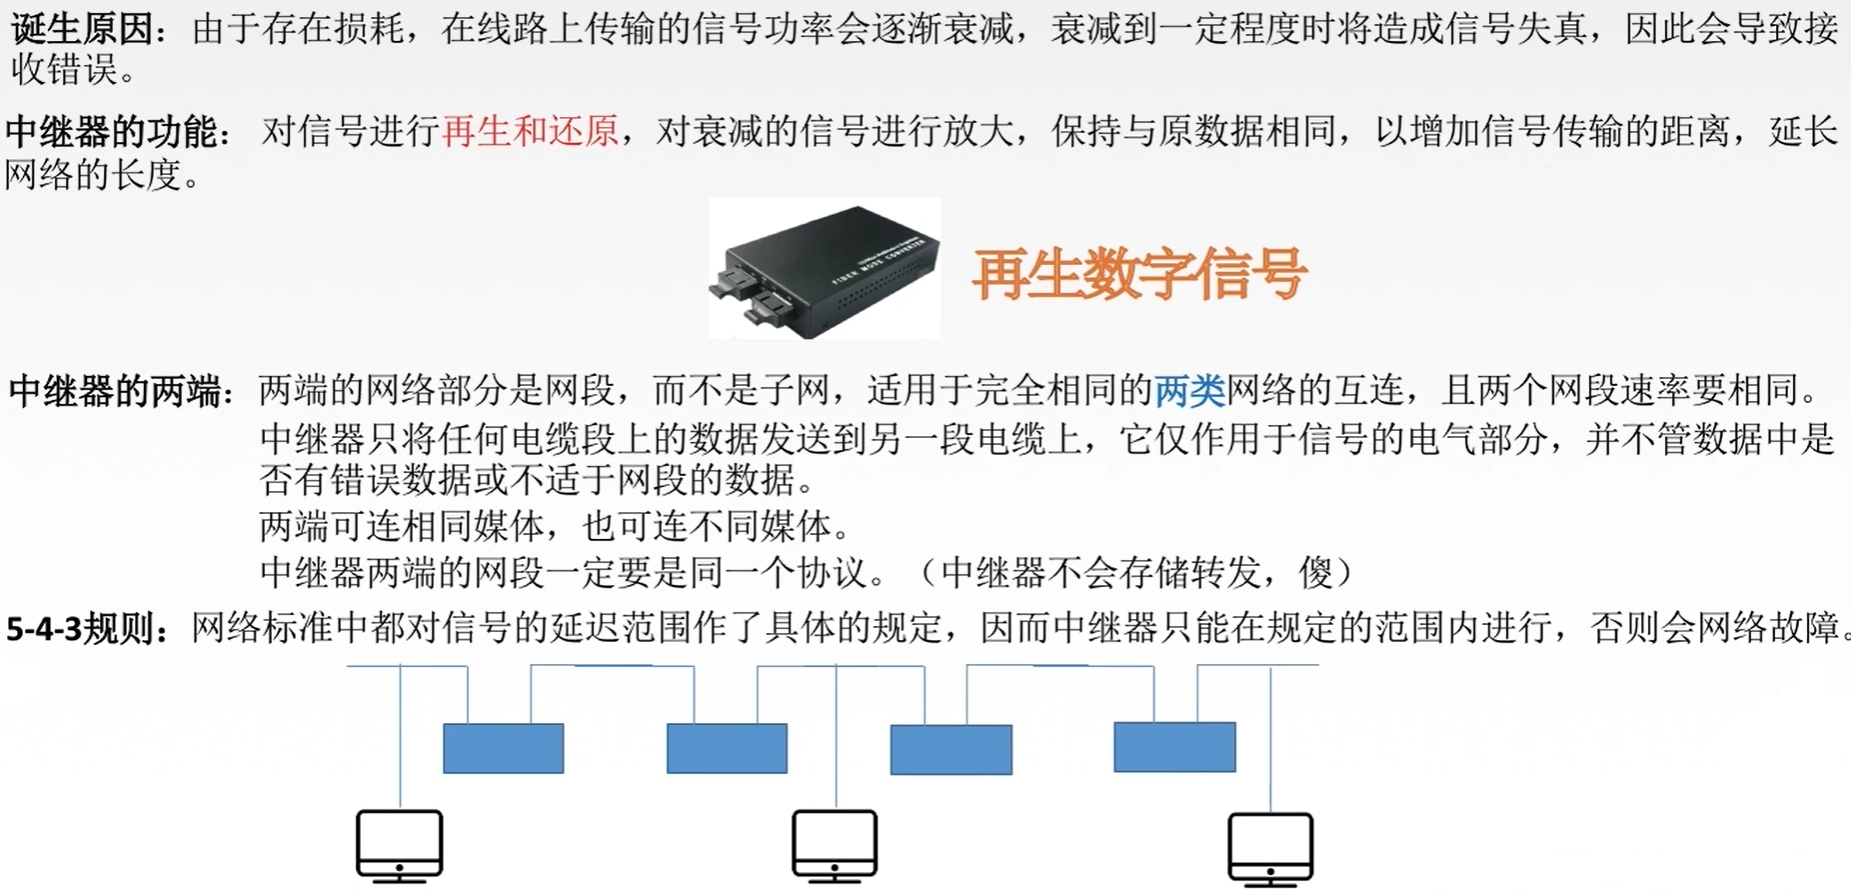 诞生原因：由于存在损耗，在线路上传输的信号功率会逐渐衰减，衰减到一定程度时将造成信号失真，因此会导致接
收错误。
中继器的功能： 对信号进行再生和还原，对衰减的信号进行放大，保持与原数据相同，以增加信号传输的距离，延长
网络的长度。
FIBER MODE CONVERTER
再生数字信号
中继器的两端：两端的网络部分是网段，而不是子网，适用于完全相同的两类网络的互连，且两个网段速率要相同。
中继器只将任何电缆段上的数据发送到另一段电缆上，它仅作用于信号的电气部分，并不管数据中是
否有错误数据或不适于网段的数据。
两端可连相同媒体，也可连不同媒体。
中继器两端的网段一定要是同一个协议。（中继器不会存储转发，傻）
5-4-3规则：网络标准中都对信号的延迟范围作了具体的规定，因而中继器只能在规定的范围内进行，否则会网络故障。